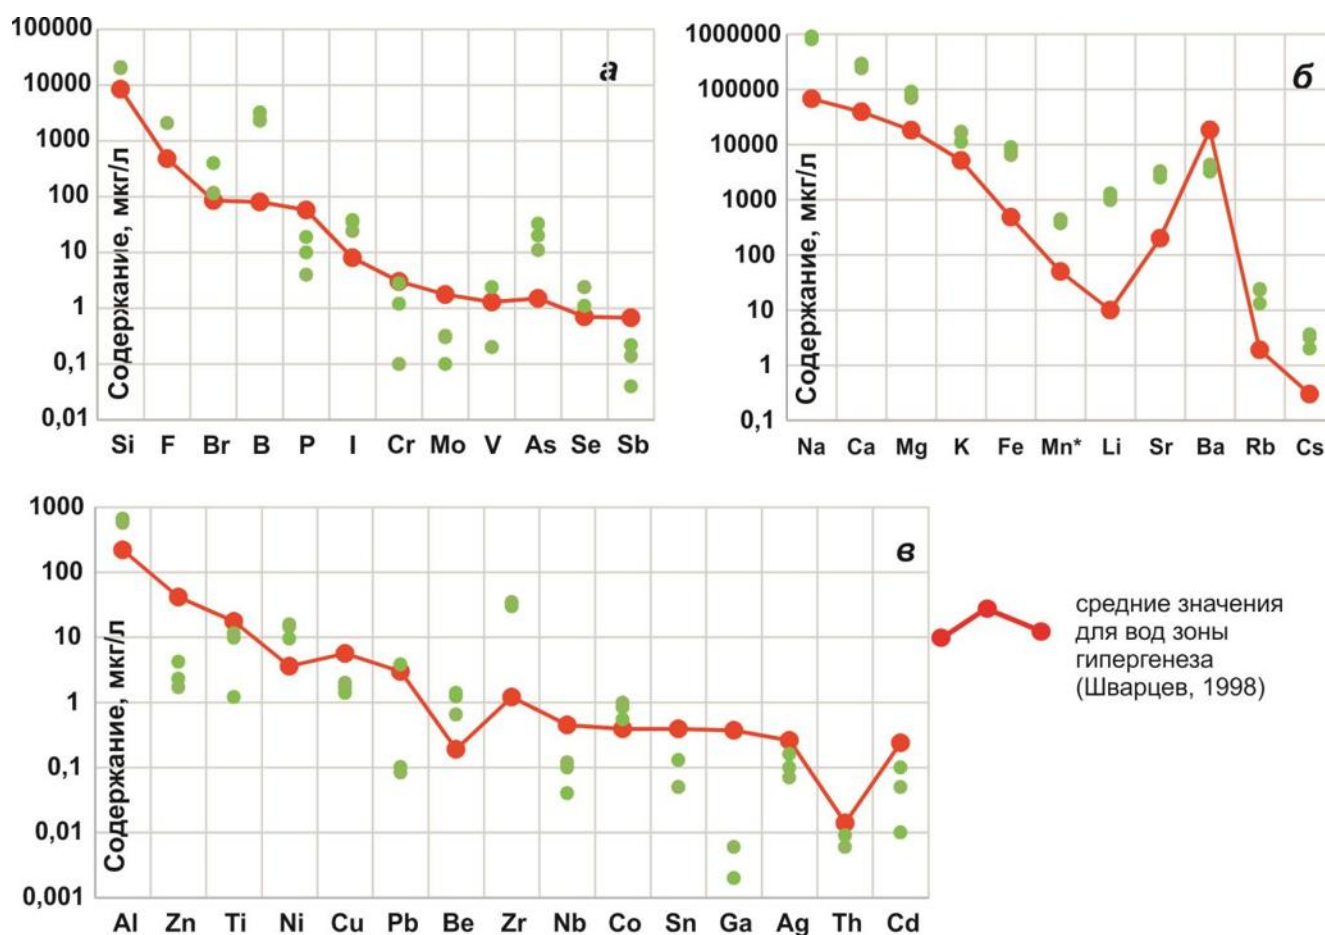 100000
10000
1000
100
10
1
0,1
0,01
Содержание, мкг/л
а
Si F Br B P I Cr Mo V As Se Sb
1000000
100000
10000
1000
100
10
1
0,1
Содержание, мкг/л
б
Na Ca Mg K Fe Mn* Li Sr Ba Rb Cs
1000
100
10
1
0,1
0,01
0,001
Содержание, мкг/л
в
Al Zn Ti Ni Cu Pb Be Zr Nb Co Sn Ga Ag Th Cd
средние значения
для вод зоны
гипергенеза
(Шварцев, 1998)